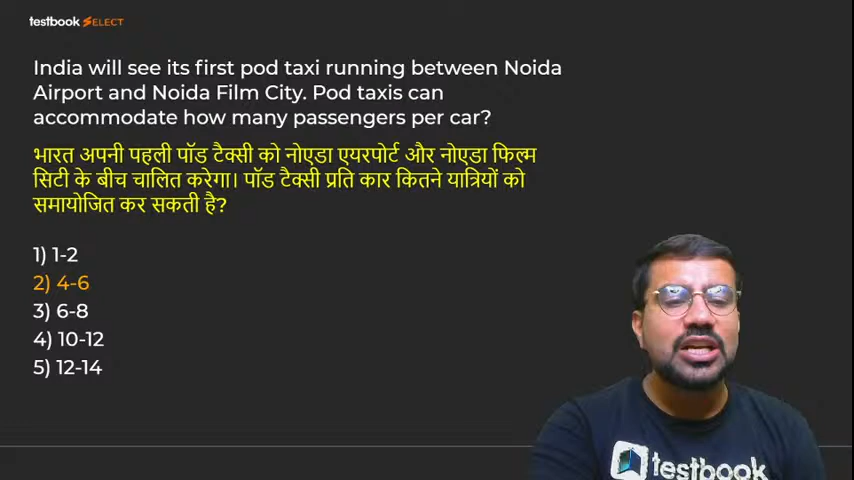 testbook SELECT
India will see its first pod taxi running between Noida
Airport and Noida Film City. Pod taxis can
accommodate how many passengers per car?
भारत अपनी पहली पॉड टैक्सी को नोएडा एयरपोर्ट और नोएडा फिल्म
सिटी के बीच चालित करेगा। पॉड टैक्सी प्रति कार कितने यात्रियों को
समायोजित कर सकती है?
1) 1-2
2) 4-6
3) 6-8
4) 10-12
5) 12-14
testbook